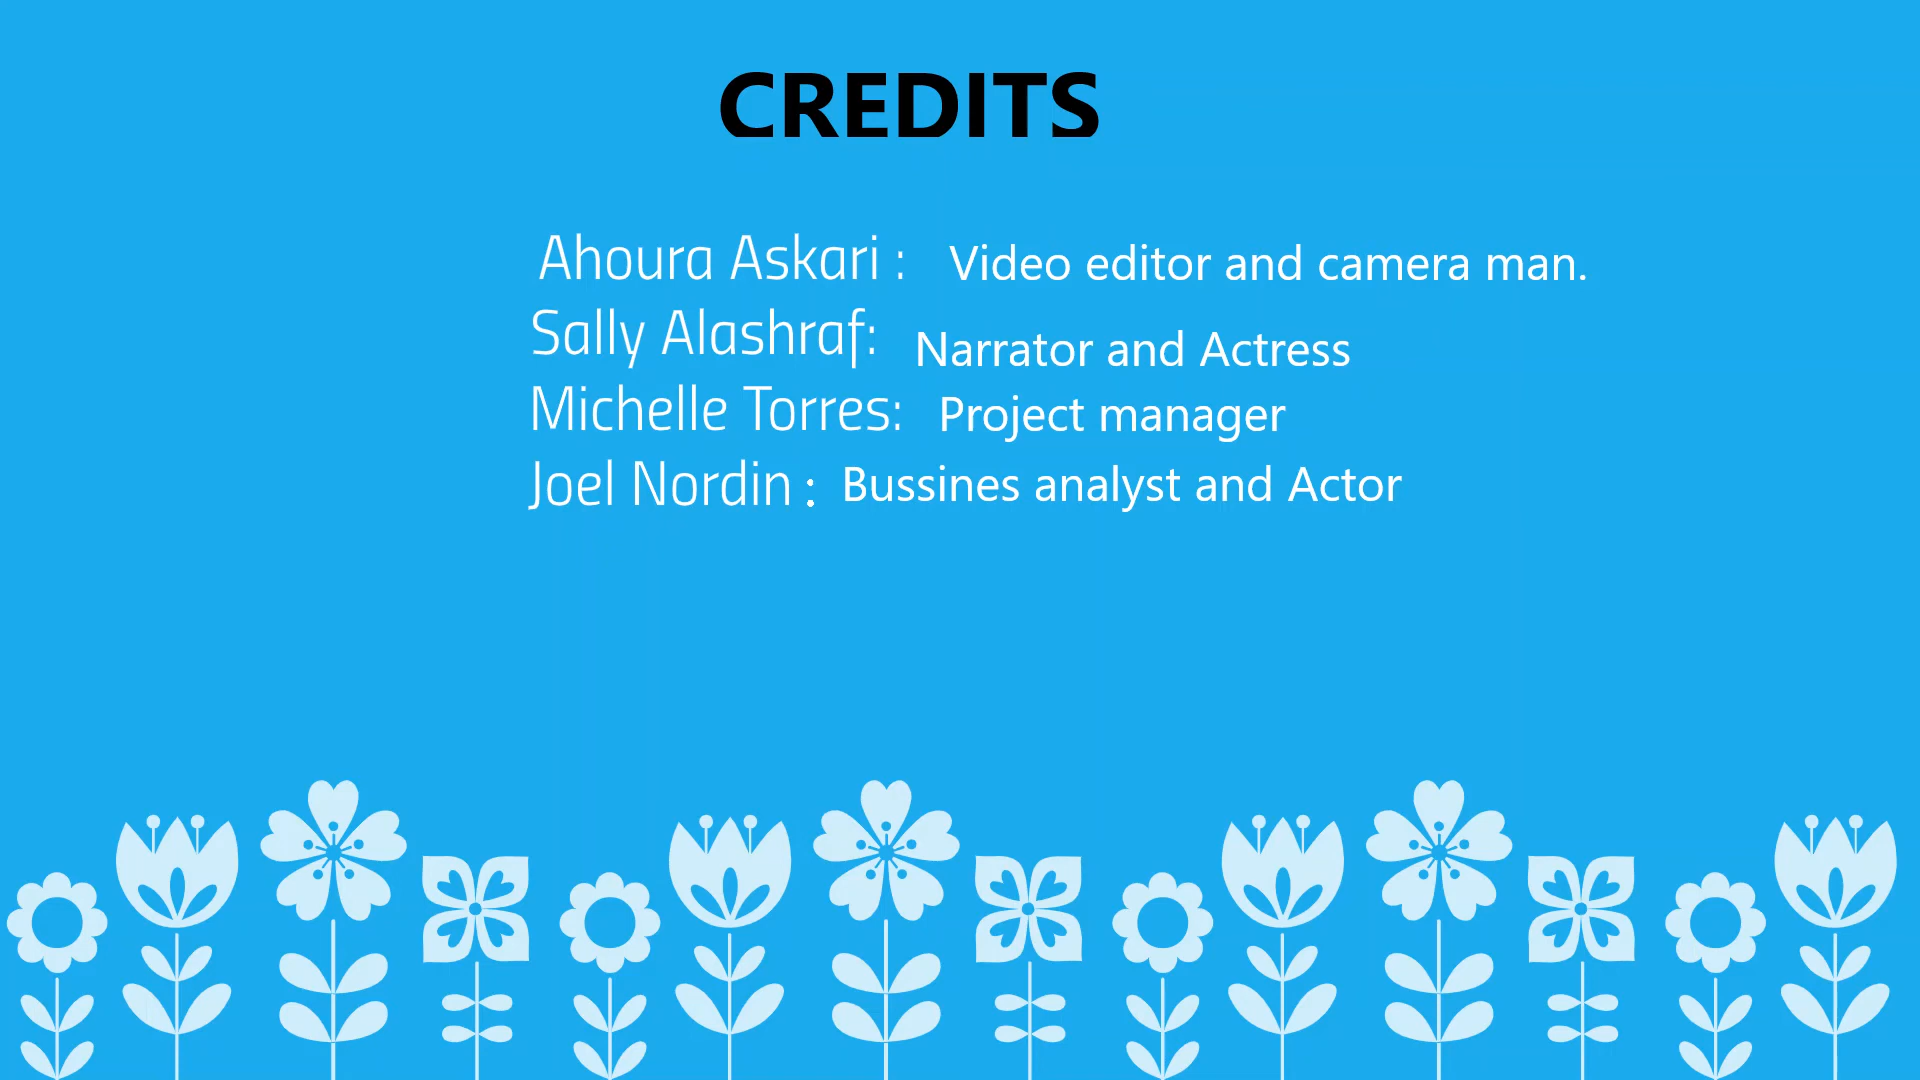 CREDITS
Ahoura Askari : Video editor and camera man.
Sally Alashraf: Narrator and Actress
Michelle Torres: Project manager
Joel Nordin : Bussines analyst and Actor